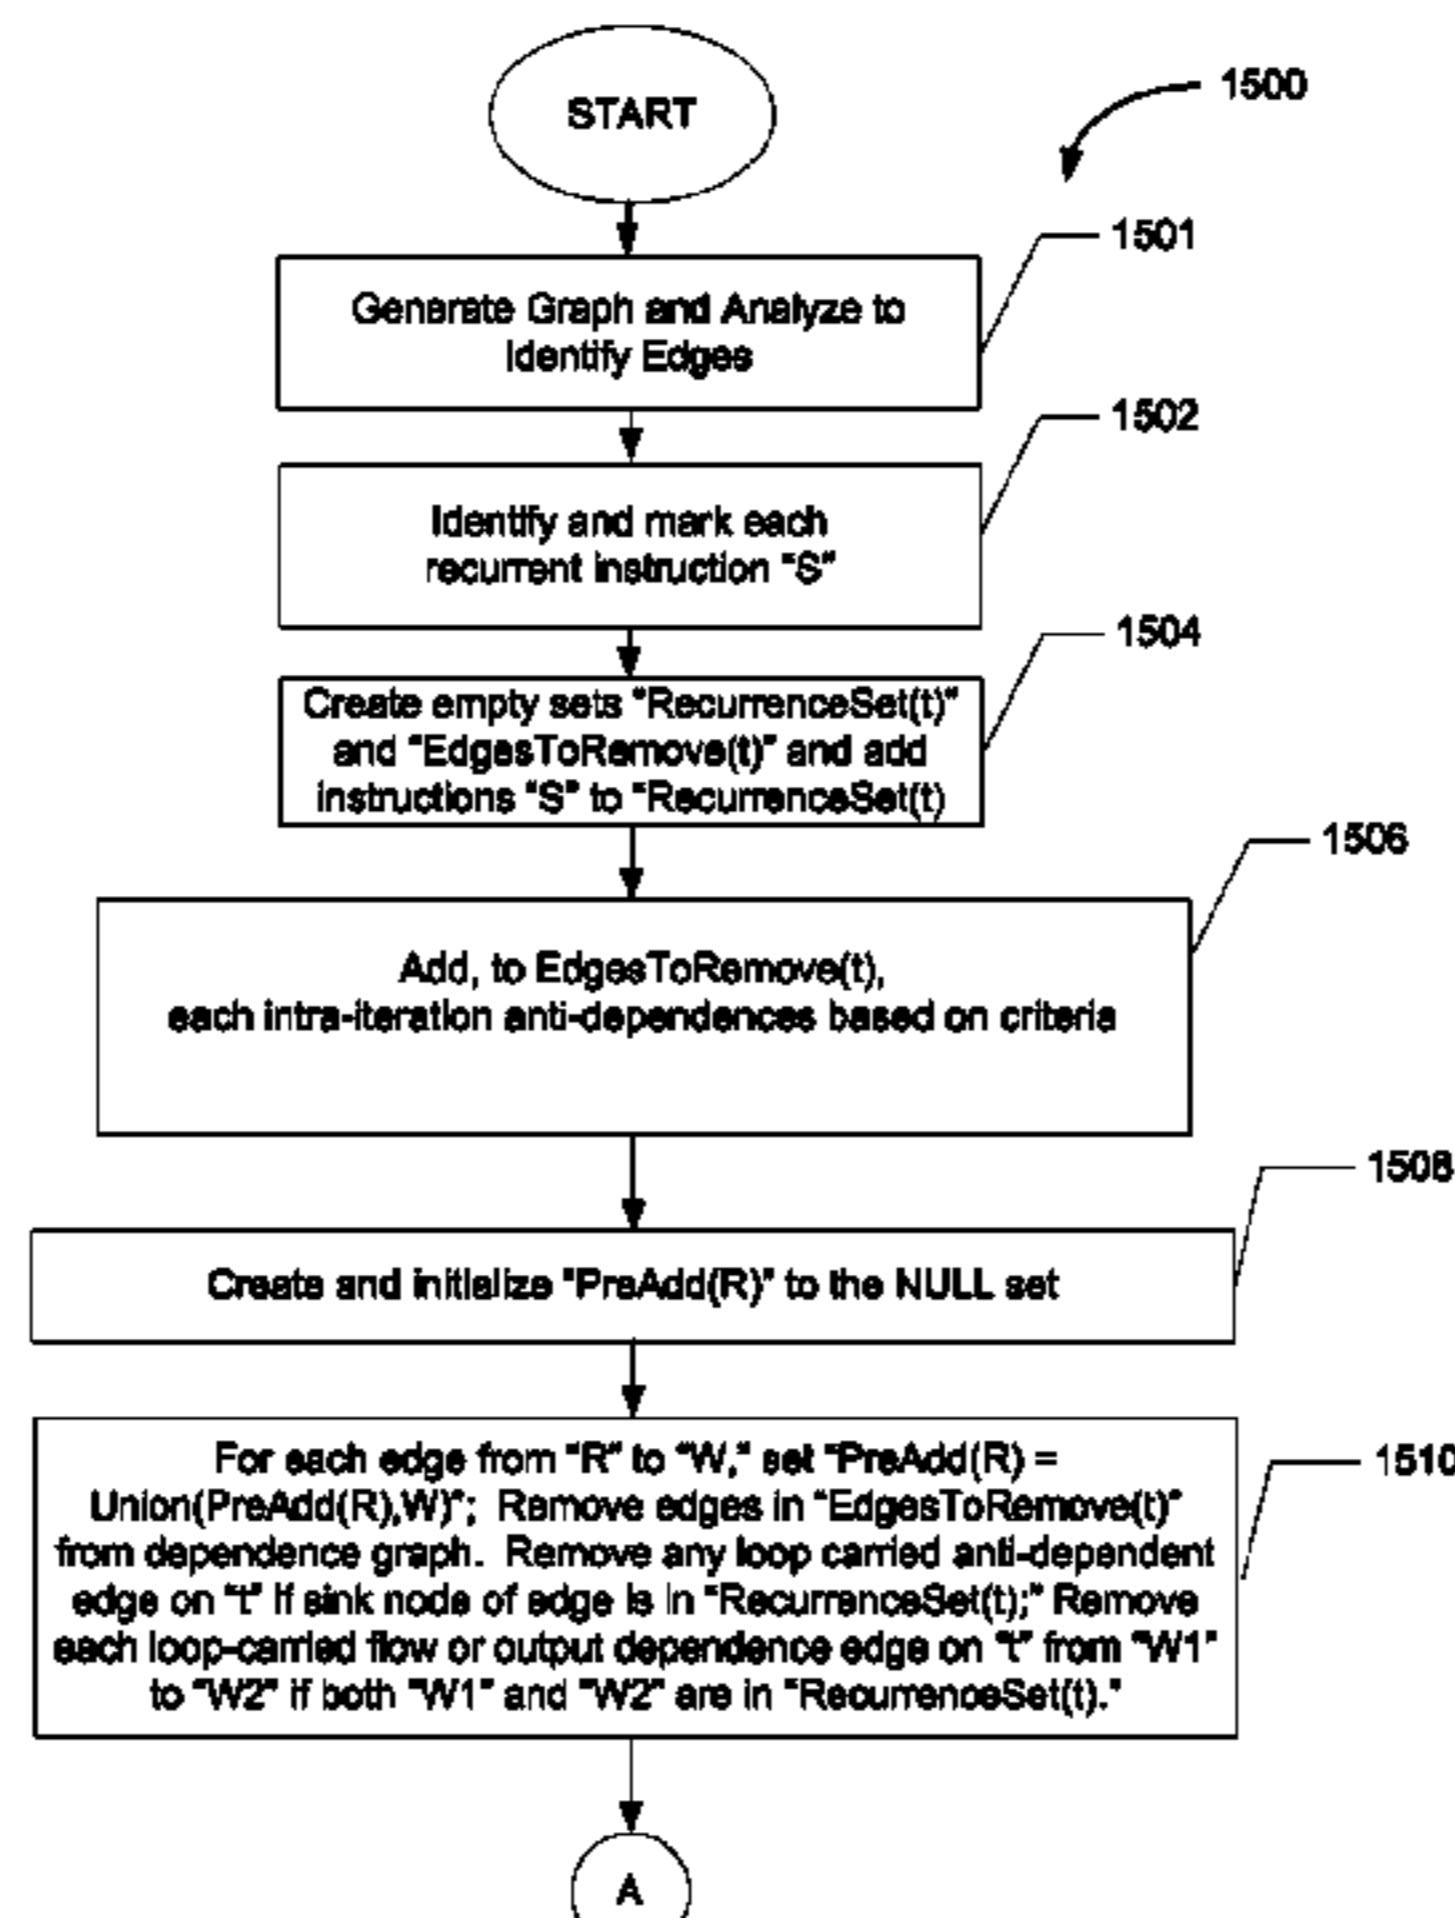 START
1500
1501
Generate Graph and Analyze to
Identify Edges
1502
Identify and mark each
recurrent instruction "S"
1504
Create empty sets "RecurrenceSet(t)"
and "EdgesToRemove(t)" and add
instructions "S" to "RecurrenceSet(t)
1506
Add, to EdgesToRemove(t),
each intra-iteration anti-dependences based on criteria
1508
Create and initialize "PreAdd(R)" to the NULL set
1510
For each edge from "R" to "W," set "PreAdd(R) =
Union(PreAdd(R),W)"; Remove edges in "EdgesToRemove(t)"
from dependence graph. Remove any loop carried anti-dependent
edge on "t" if sink node of edge is in "RecurrenceSet(t);" Remove
each loop-carried flow or output dependence edge on "t" from "W1"
to "W2" if both "W1" and "W2" are in "RecurrenceSet(t)."
A